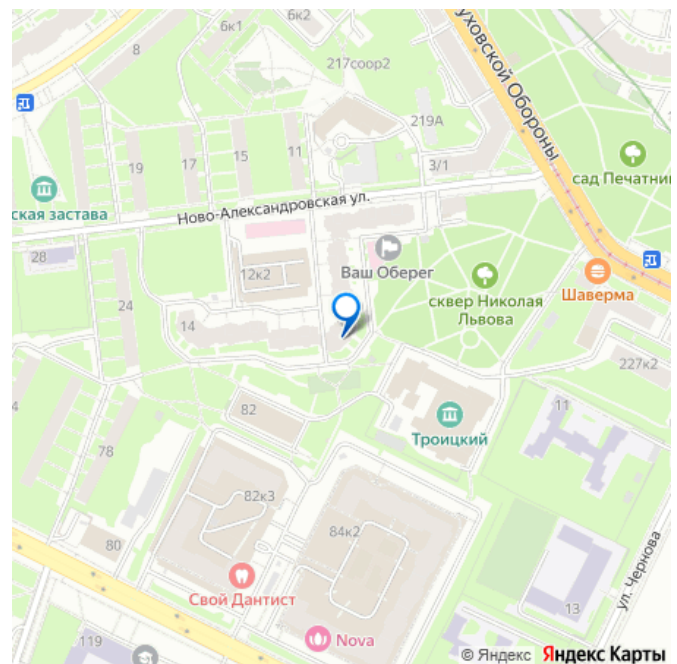 6к1
6к2
8
217соор2
уховской Обороны
219А
19
17
15
11
3/1
сад Печатник
ская застава
Ново-Александровская ул.
28
12к2
Ваш Оберег
сквер Николая
Львова
Шаверма
24
14
227к2
4
82
Троицкий
11
78
82к3
84к2
80
Свой Дантист
ул. Чернова
13
119
Nova
© Яндекс Яндекс Карты